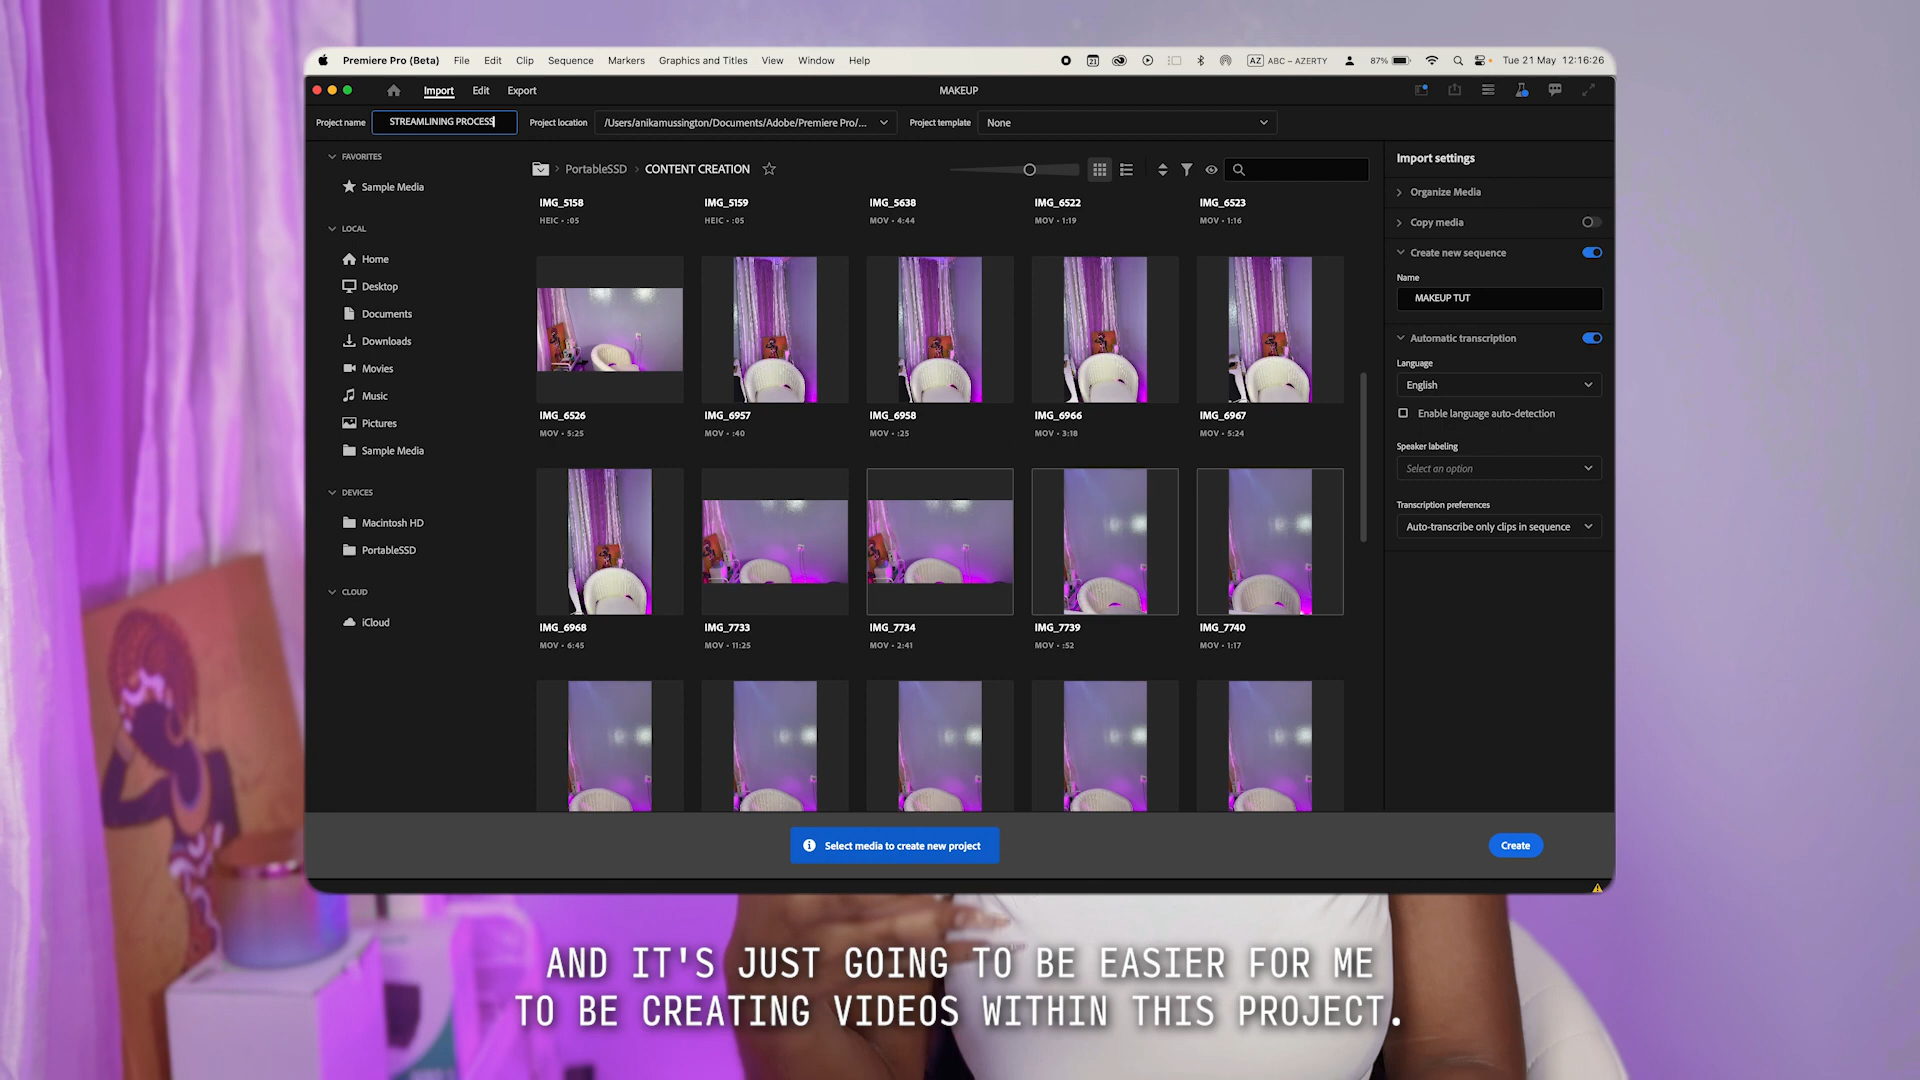 Premiere Pro (Beta) File Edit Clip Sequence Markers Graphics and Titles View Window Help
21 AZ ABC – AZERTY 87% Tue 21 May 12:16:26
Import Edit Export MAKEUP
Project name STREAMLINING PROCESS Project location /Users/anikamussington/Documents/Adobe/Premiere Pro/... Project template None
FAVORITES
Sample Media
LOCAL
Home
Desktop
Documents
Downloads
Movies
Music
Pictures
Sample Media
DEVICES
Macintosh HD
PortableSSD
CLOUD
iCloud
PortableSSD › CONTENT CREATION
IMG_5158 IMG_5159 IMG_5638 IMG_6522 IMG_6523
HEIC • :05 HEIC • :05 MOV • 4:44 MOV • 1:19 MOV • 1:16
IMG_6526 IMG_6957 IMG_6958 IMG_6966 IMG_6967
MOV • 5:25 MOV • :40 MOV • :25 MOV • 3:18 MOV • 5:24
IMG_6968 IMG_7733 IMG_7734 IMG_7739 IMG_7740
MOV • 6:45 MOV • 11:25 MOV • 2:41 MOV • :52 MOV • 1:17
Import settings
Organize Media
Copy media
Create new sequence
Name
MAKEUP TUT
Automatic transcription
Language
English
Enable language auto-detection
Speaker labeling
Select an option
Transcription preferences
Auto-transcribe only clips in sequence
Select media to create new project
Create
AND IT'S JUST GOING TO BE EASIER FOR ME
TO BE CREATING VIDEOS WITHIN THIS PROJECT.